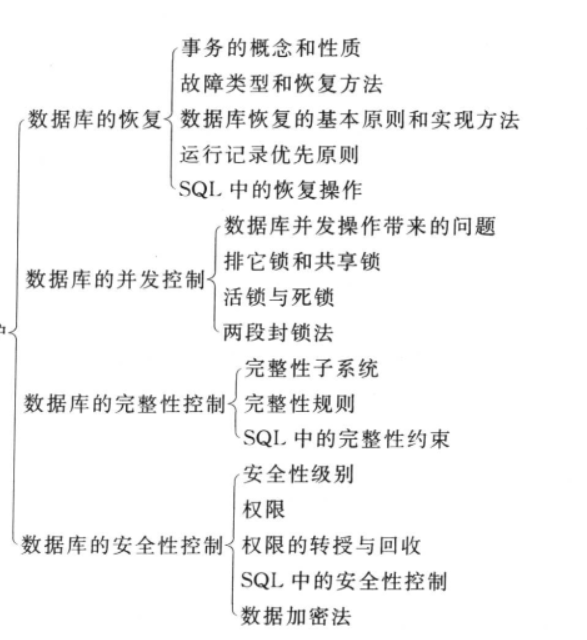 事务的概念和性质
故障类型和恢复方法
数据库的恢复
数据库恢复的基本原则和实现方法
运行记录优先原则
SQL 中的恢复操作
数据库并发操作带来的问题
排它锁和共享锁
数据库的并发控制
活锁与死锁
两段封锁法
完整性子系统
数据库的完整性控制
完整性规则
SQL 中的完整性约束
安全性级别
权限
数据库的安全性控制
权限的转授与回收
SQL 中的安全性控制
数据加密法